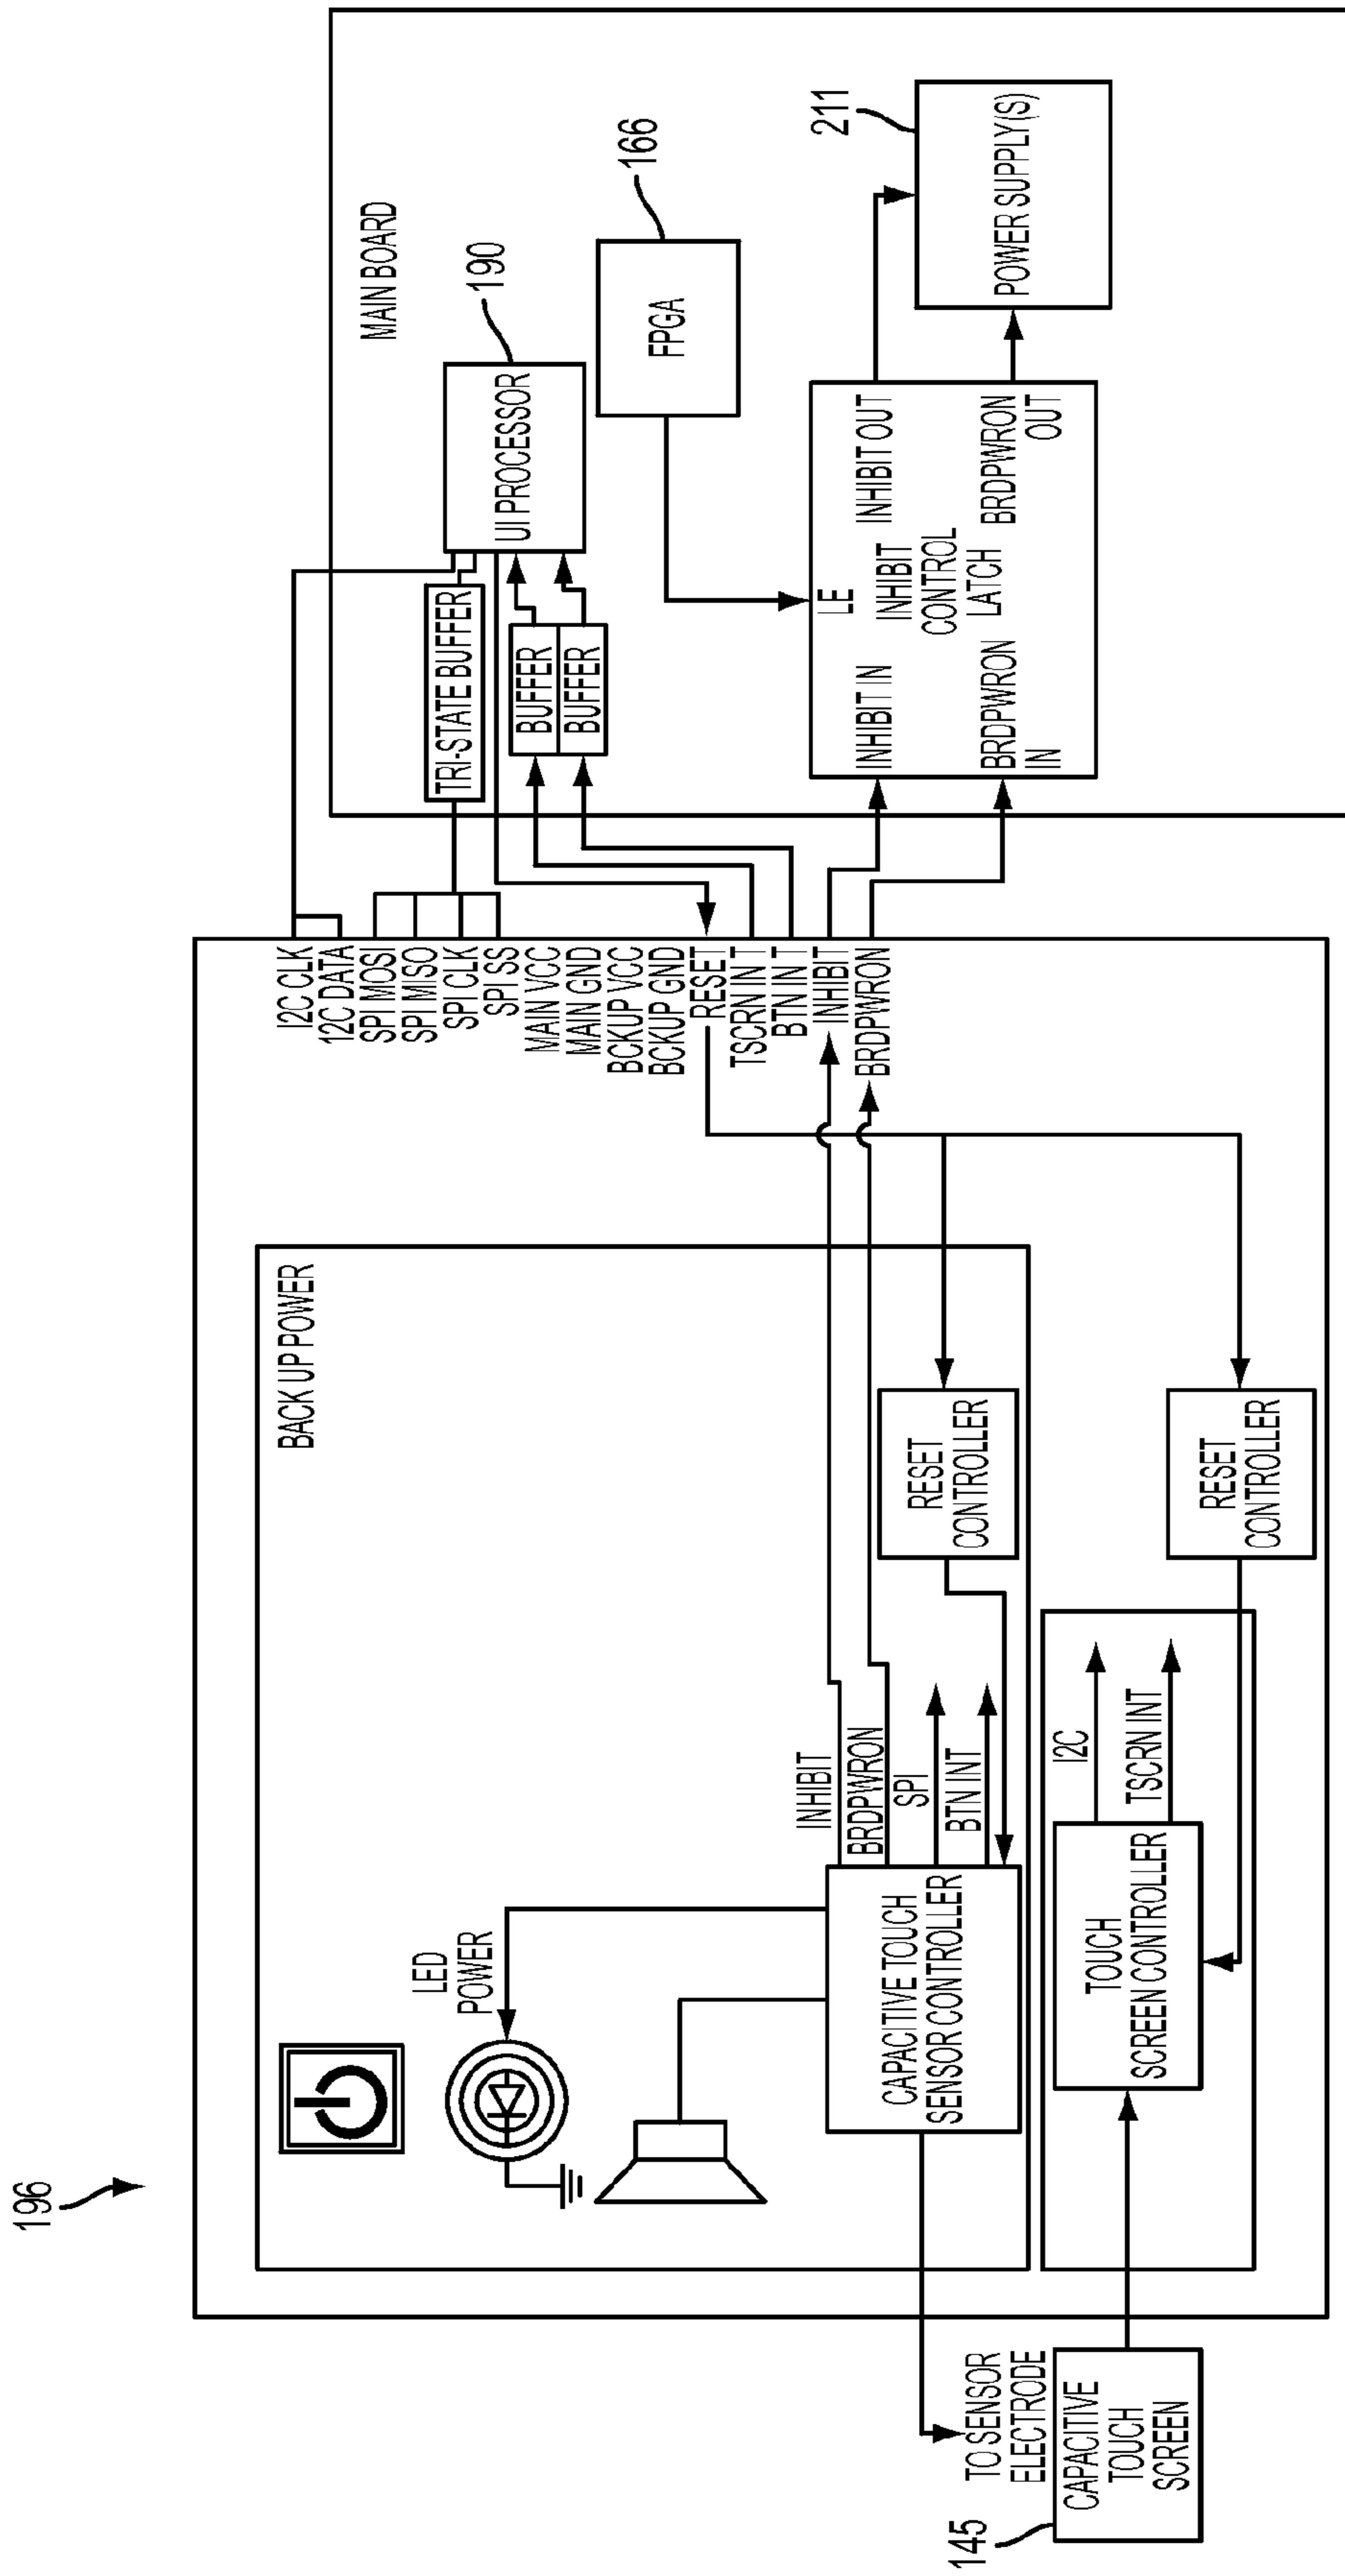 196
BACK UP POWER
LED
POWER
INHIBIT
BRDPWRON
SPI
BTN INT
CAPACITIVE TOUCH
SENSOR CONTROLLER
RESET
CONTROLLER
TO SENSOR
ELECTRODE
145
CAPACITIVE
TOUCH
SCREEN
TOUCH
SCREEN CONTROLLER
I2C
TSCRN INT
RESET
CONTROLLER
I2C CLK
12C DATA
SPI MOSI
SPI MISO
SPI CLK
SPI SS
MAIN VCC
MAIN GND
BCKUP VCC
BCKUP GND
RESET
TSCRN IN T
BTN IN T
INHIBIT
BRDPWRON
MAIN BOARD
TRI-STATE BUFFER
BUFFER
BUFFER
UI PROCESSOR
190
FPGA
166
LE
INHIBIT IN
INHIBIT OUT
INHIBIT
CONTROL
LATCH
BRDPWRON
IN
BRDPWRON
OUT
POWER SUPPLY(S)
211